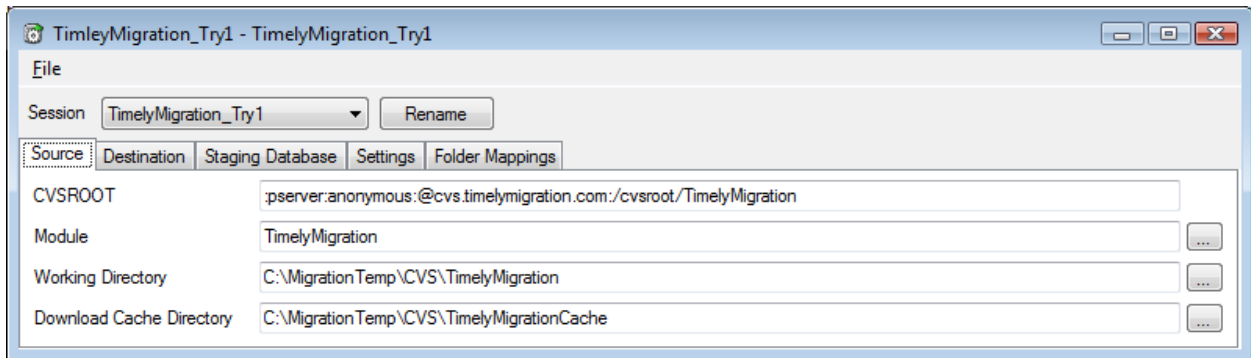 TimleyMigration_Try1 - TimelyMigration_Try1
File
Session TimelyMigration_Try1 Rename
Source Destination Staging Database Settings Folder Mappings
CVSROOT :pserver:anonymous:@cvs.timelymigration.com:/cvsroot/TimelyMigration
Module TimelyMigration ...
Working Directory C:\MigrationTemp\CVS\TimelyMigration ...
Download Cache Directory C:\MigrationTemp\CVS\TimelyMigrationCache ...